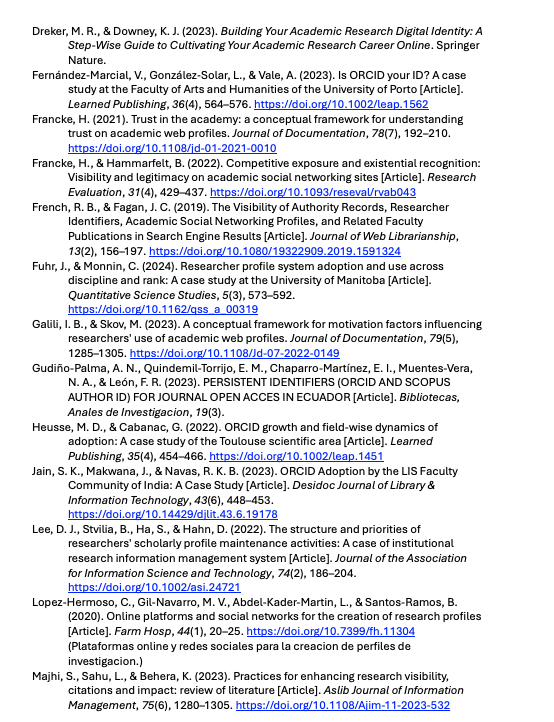 Dreker, M. R., & Downey, K. J. (2023). Building Your Academic Research Digital Identity: A
Step-Wise Guide to Cultivating Your Academic Research Career Online. Springer
Nature.
Fernández-Marcial, V., González-Solar, L., & Vale, A. (2023). Is ORCID your ID? A case
study at the Faculty of Arts and Humanities of the University of Porto [Article].
Learned Publishing, 36(4), 564–576. https://doi.org/10.1002/leap.1562
Francke, H. (2021). Trust in the academy: a conceptual framework for understanding
trust on academic web profiles. Journal of Documentation, 78(7), 192–210.
https://doi.org/10.1108/jd-01-2021-0010
Francke, H., & Hammarfelt, B. (2022). Competitive exposure and existential recognition:
Visibility and legitimacy on academic social networking sites [Article]. Research
Evaluation, 31(4), 429–437. https://doi.org/10.1093/reseval/rvab043
French, R. B., & Fagan, J. C. (2019). The Visibility of Authority Records, Researcher
Identifiers, Academic Social Networking Profiles, and Related Faculty
Publications in Search Engine Results [Article]. Journal of Web Librarianship,
13(2), 156–197. https://doi.org/10.1080/19322909.2019.1591324
Fuhr, J., & Monnin, C. (2024). Researcher profile system adoption and use across
discipline and rank: A case study at the University of Manitoba [Article].
Quantitative Science Studies, 5(3), 573–592.
https://doi.org/10.1162/qss_a_00319
Galili, I. B., & Skov, M. (2023). A conceptual framework for motivation factors influencing
researchers' use of academic web profiles. Journal of Documentation, 79(5),
1285–1305. https://doi.org/10.1108/Jd-07-2022-0149
Gudiño-Palma, A. N., Quindemil-Torrijo, E. M., Chaparro-Martínez, E. I., Muentes-Vera,
N. A., & León, F. R. (2023). PERSISTENT IDENTIFIERS (ORCID AND SCOPUS
AUTHOR ID) FOR JOURNAL OPEN ACCES IN ECUADOR [Article]. Bibliotecas,
Anales de Investigacion, 19(3).
Heusse, M. D., & Cabanac, G. (2022). ORCID growth and field-wise dynamics of
adoption: A case study of the Toulouse scientific area [Article]. Learned
Publishing, 35(4), 454–466. https://doi.org/10.1002/leap.1451
Jain, S. K., Makwana, J., & Navas, R. K. B. (2023). ORCID Adoption by the LIS Faculty
Community of India: A Case Study [Article]. Desidoc Journal of Library &
Information Technology, 43(6), 448–453.
https://doi.org/10.14429/djlit.43.6.19178
Lee, D. J., Stvilia, B., Ha, S., & Hahn, D. (2022). The structure and priorities of
researchers' scholarly profile maintenance activities: A case of institutional
research information management system [Article]. Journal of the Association
for Information Science and Technology, 74(2), 186–204.
https://doi.org/10.1002/asi.24721
Lopez-Hermoso, C., Gil-Navarro, M. V., Abdel-Kader-Martin, L., & Santos-Ramos, B.
(2020). Online platforms and social networks for the creation of research profiles
[Article]. Farm Hosp, 44(1), 20–25. https://doi.org/10.7399/fh.11304
(Plataformas online y redes sociales para la creacion de perfiles de
investigacion.)
Majhi, S., Sahu, L., & Behera, K. (2023). Practices for enhancing research visibility,
citations and impact: review of literature [Article]. Aslib Journal of Information
Management, 75(6), 1280–1305. https://doi.org/10.1108/Ajim-11-2023-532